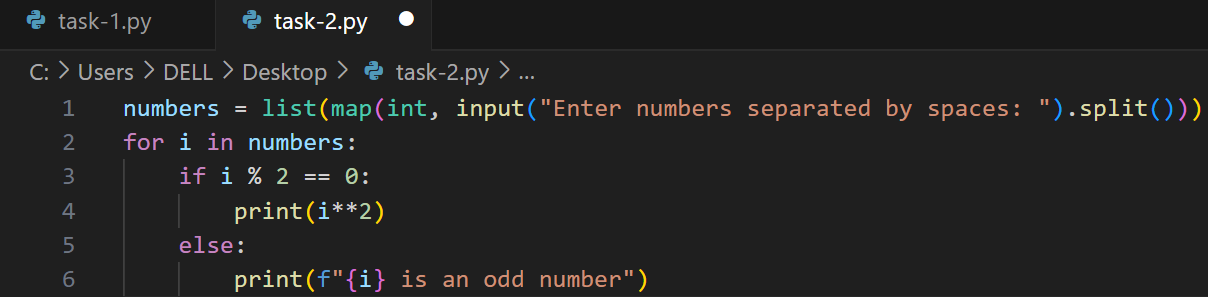 task-1.py task-2.py
C: > Users > DELL > Desktop > task-2.py > ...
1 numbers = list(map(int, input("Enter numbers separated by spaces: ").split()))
2 for i in numbers:
3     if i % 2 == 0:
4         print(i**2)
5     else:
6         print(f"{i} is an odd number")